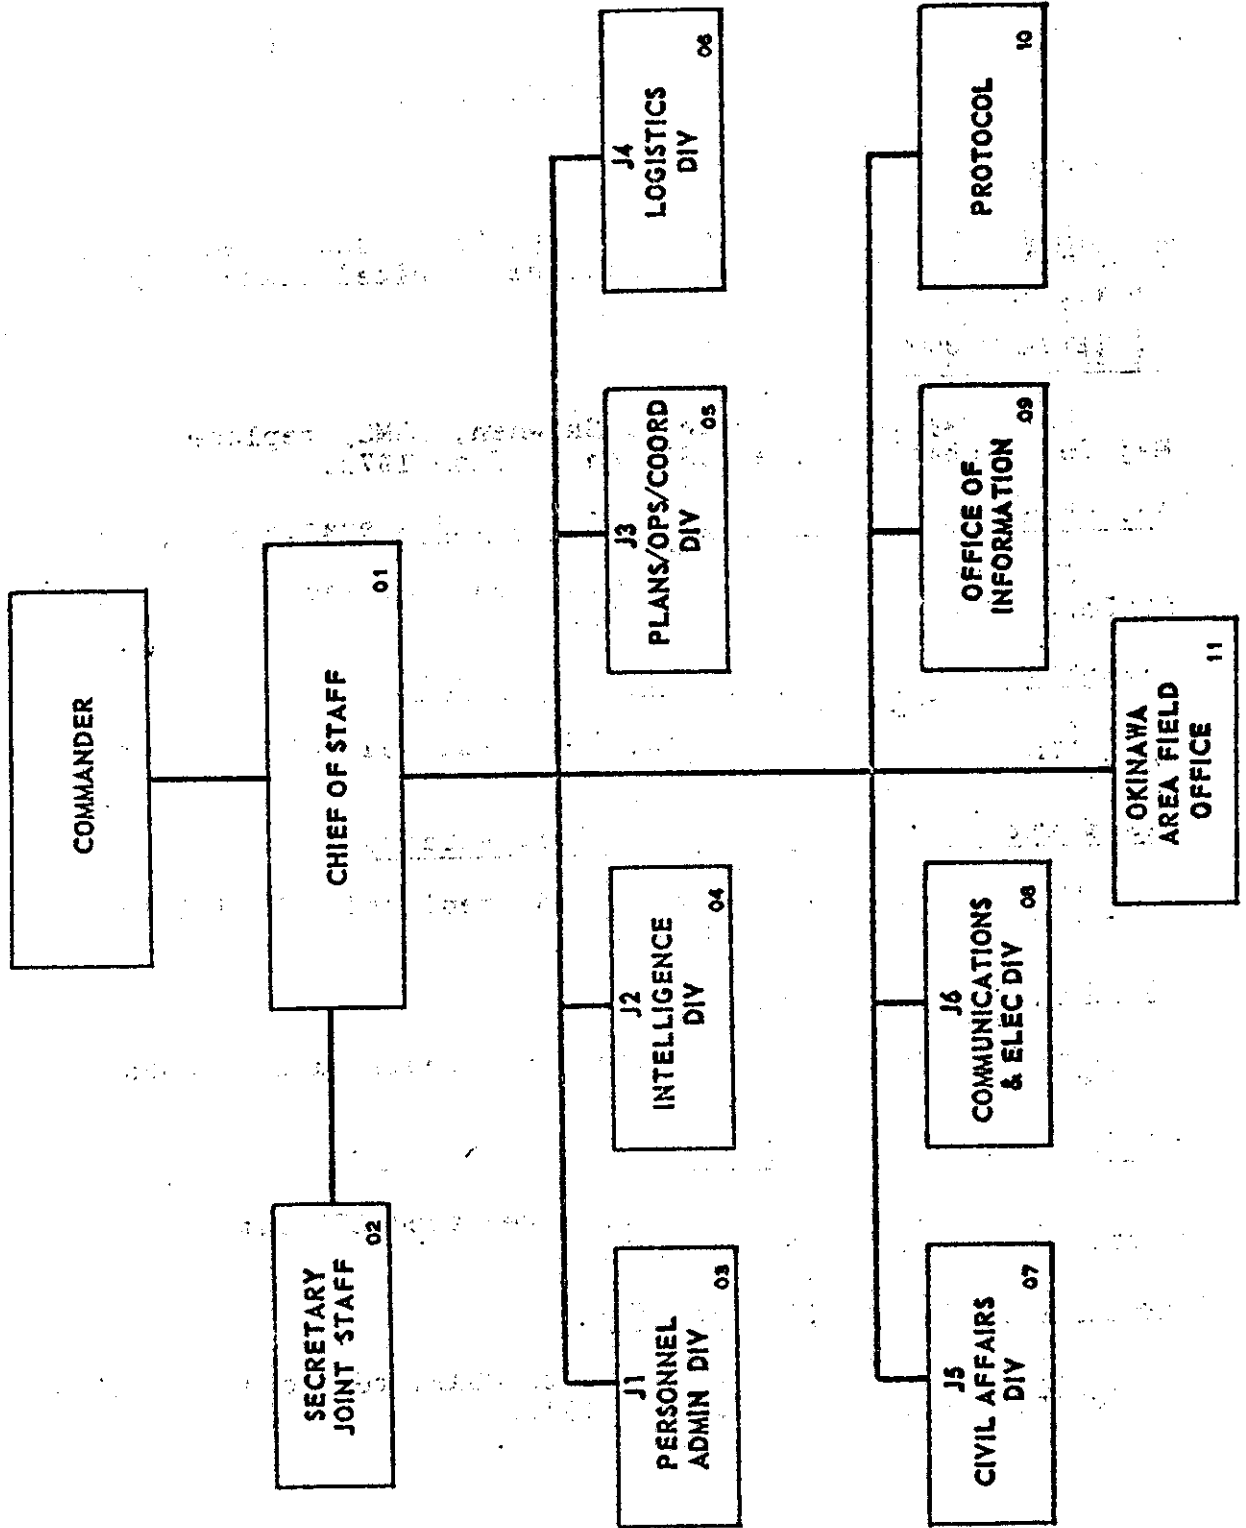 COMMANDER
CHIEF OF STAFF
01
SECRETARY
JOINT STAFF
02
J1
PERSONNEL
ADMIN DIV
03
J2
INTELLIGENCE
DIV
04
J3
PLANS/OPS/COORD
DIV
05
J4
LOGISTICS
DIV
06
J5
CIVIL AFFAIRS
DIV
07
J6
COMMUNICATIONS
& ELEC DIV
08
OFFICE OF
INFORMATION
09
PROTOCOL
10
OKINAWA
AREA FIELD
OFFICE
11